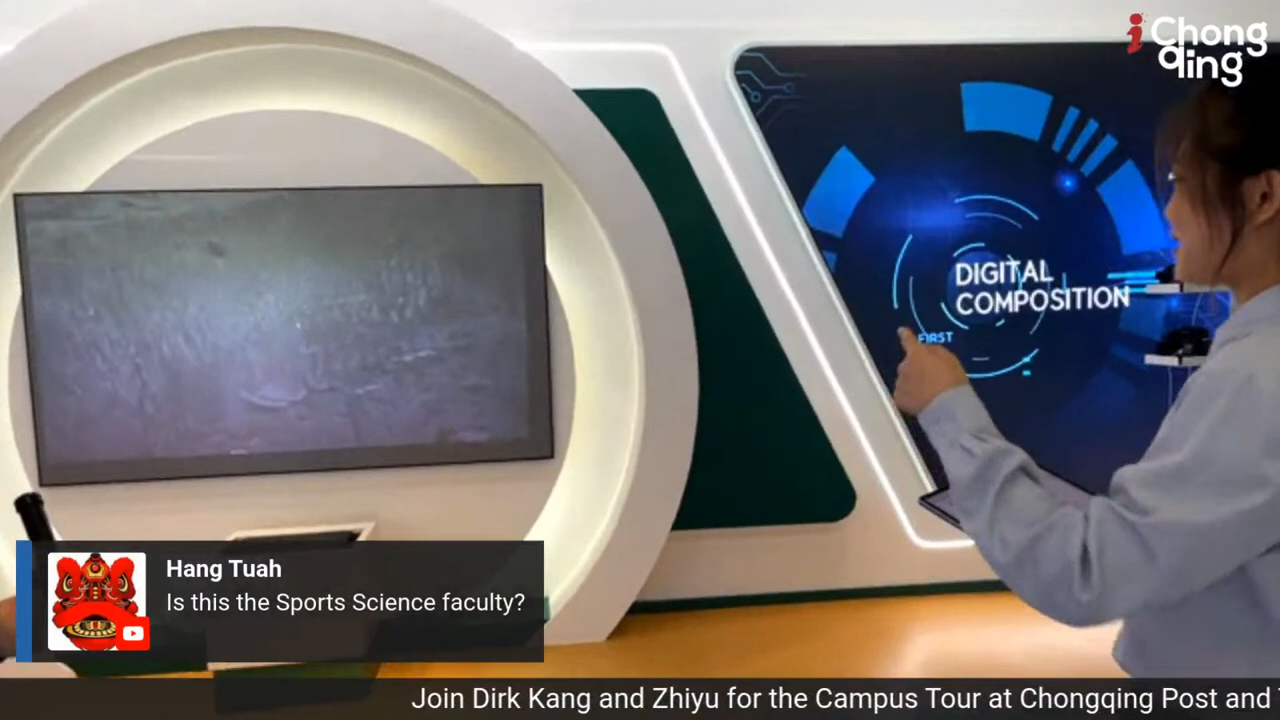 iChong
qing
DIGITAL
COMPOSITION
FIRST
Hang Tuah
Is this the Sports Science faculty?
Join Dirk Kang and Zhiyu for the Campus Tour at Chongqing Post and